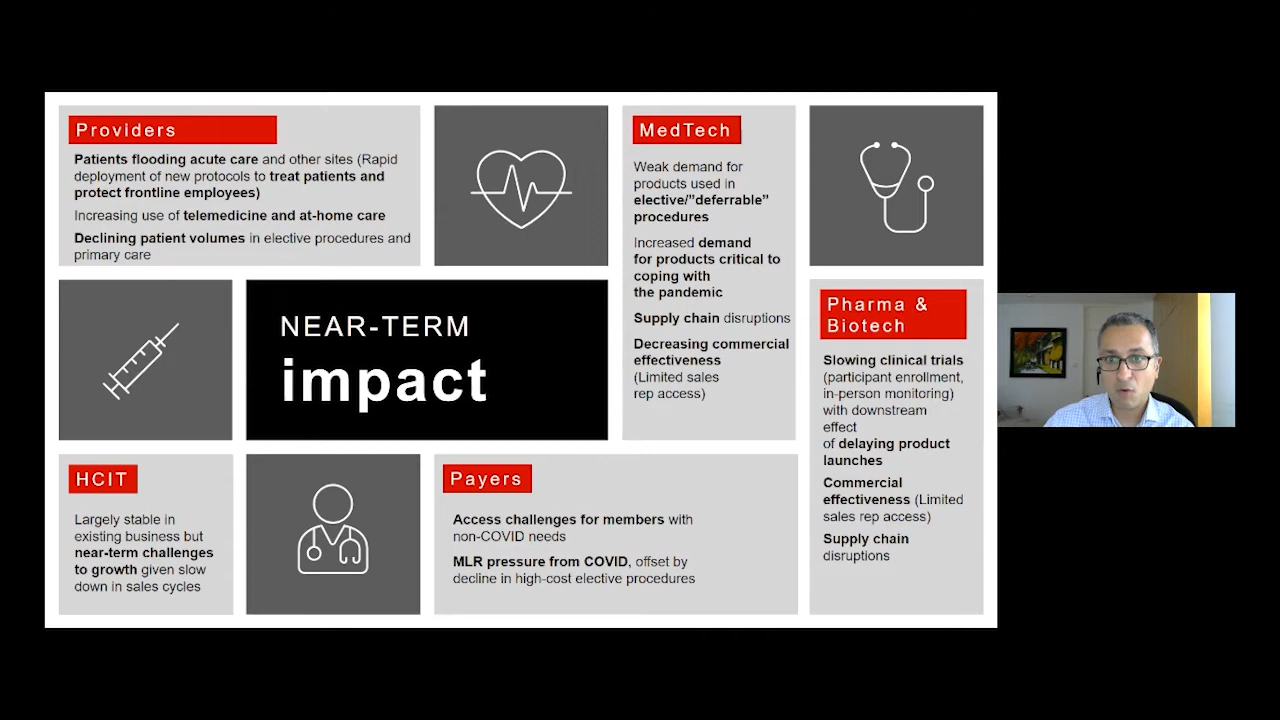 Providers
Patients flooding acute care and other sites (Rapid
deployment of new protocols to treat patients and
protect frontline employees)
Increasing use of telemedicine and at-home care
Declining patient volumes in elective procedures and
primary care
MedTech
Weak demand for
products used in
elective/”deferrable”
procedures
Increased demand
for products critical to
coping with
the pandemic
Supply chain disruptions
Decreasing commercial
effectiveness
(Limited sales
rep access)
NEAR-TERM
impact
Pharma &
Biotech
Slowing clinical trials
(participant enrollment,
in-person monitoring)
with downstream
effect
of delaying product
launches
Commercial
effectiveness (Limited
sales rep access)
Supply chain
disruptions
HCIT
Largely stable in
existing business but
near-term challenges
to growth given slow
down in sales cycles
Payers
Access challenges for members with
non-COVID needs
MLR pressure from COVID, offset by
decline in high-cost elective procedures